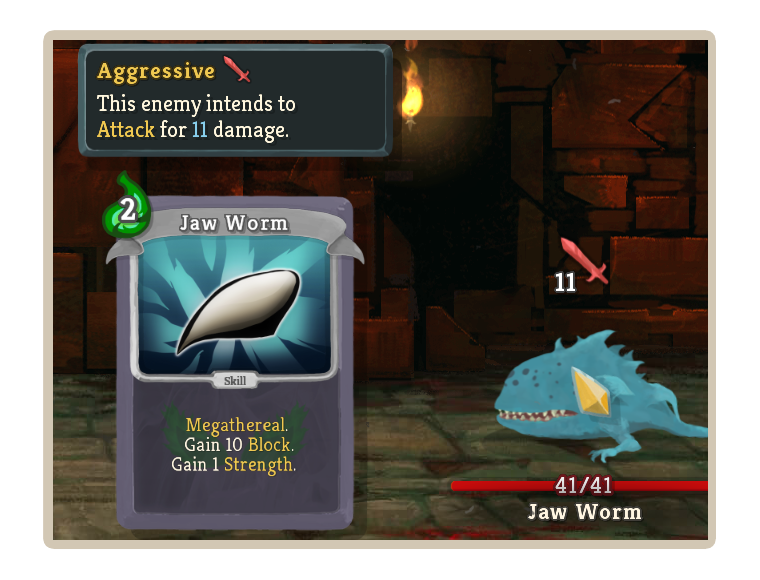 Aggressive
This enemy intends to
Attack for 11 damage.
2
Jaw Worm
Skill
Megathereal.
Gain 10 Block.
Gain 1 Strength.
11
41/41
Jaw Worm